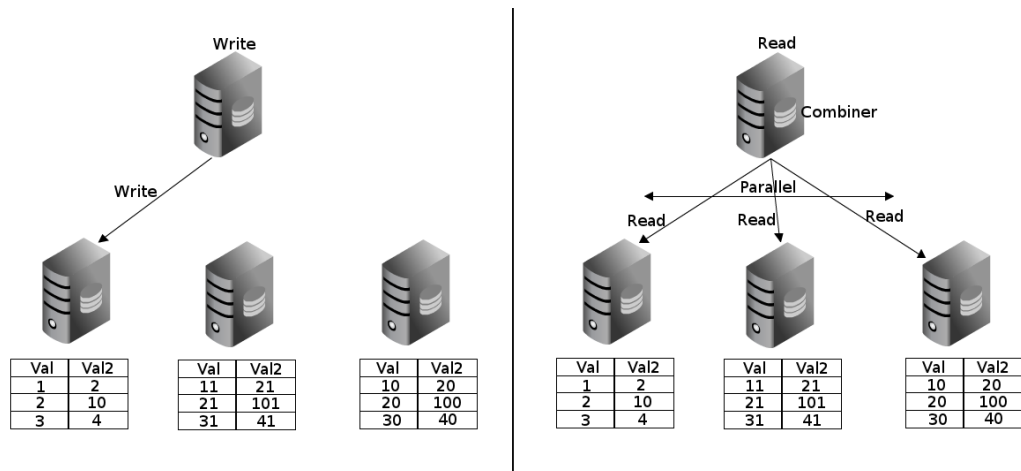 Write
Write
Val Val2
1 2
2 10
3 4
Val Val2
11 21
21 101
31 41
Val Val2
10 20
20 100
30 40
Read
Combiner
Parallel
Read
Read
Read
Val Val2
1 2
2 10
3 4
Val Val2
11 21
21 101
31 41
Val Val2
10 20
20 100
30 40